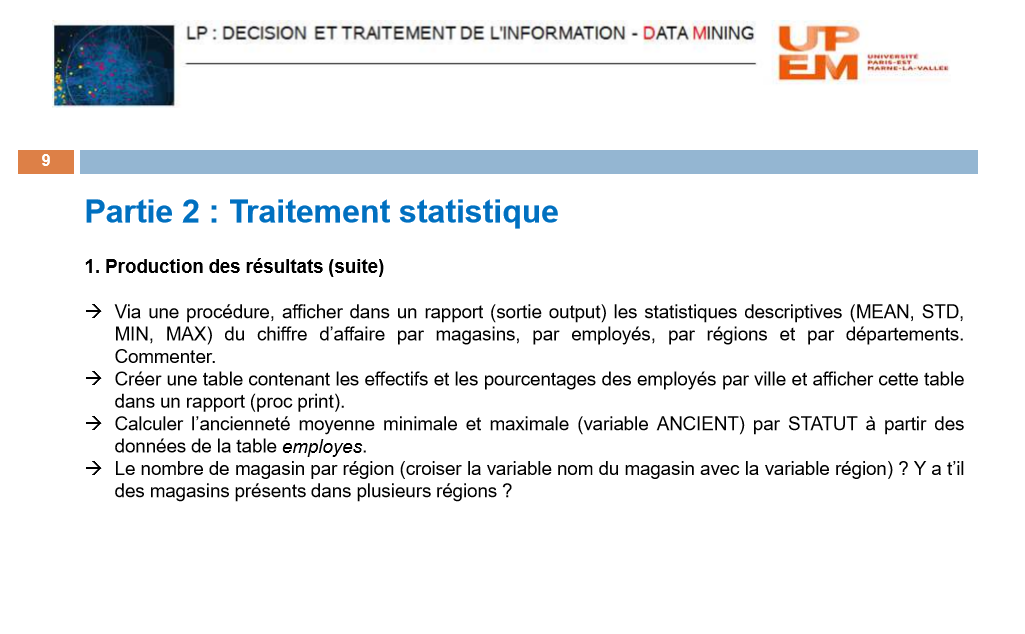 LP : DECISION ET TRAITEMENT DE L'INFORMATION - DATA MINING
UPEM
UNIVERSITÉ
PARIS-EST
MARNE-LA-VALLÉE
9
Partie 2 : Traitement statistique
1. Production des résultats (suite)
→ Via une procédure, afficher dans un rapport (sortie output) les statistiques descriptives (MEAN, STD,
MIN, MAX) du chiffre d’affaire par magasins, par employés, par régions et par départements.
Commenter.
→ Créer une table contenant les effectifs et les pourcentages des employés par ville et afficher cette table
dans un rapport (proc print).
→ Calculer l’ancienneté moyenne minimale et maximale (variable ANCIENT) par STATUT à partir des
données de la table employes.
→ Le nombre de magasin par région (croiser la variable nom du magasin avec la variable région) ? Y a t’il
des magasins présents dans plusieurs régions ?